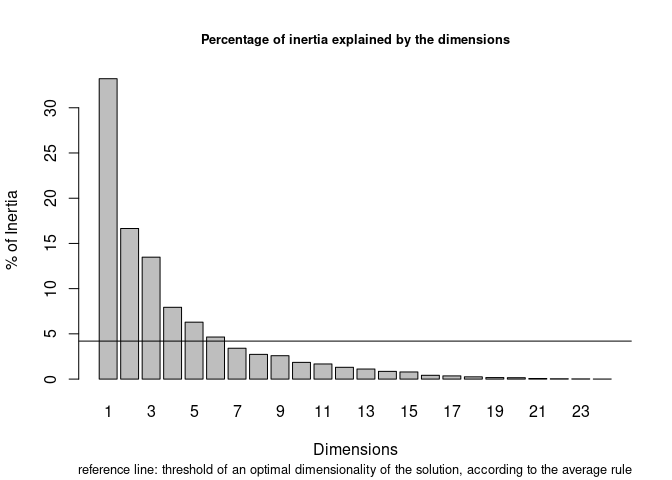 Percentage of inertia explained by the dimensions
% of Inertia
30
25
20
15
10
5
0
1 3 5 7 9 11 13 15 17 19 21 23
Dimensions
reference line: threshold of an optimal dimensionality of the solution, according to the average rule